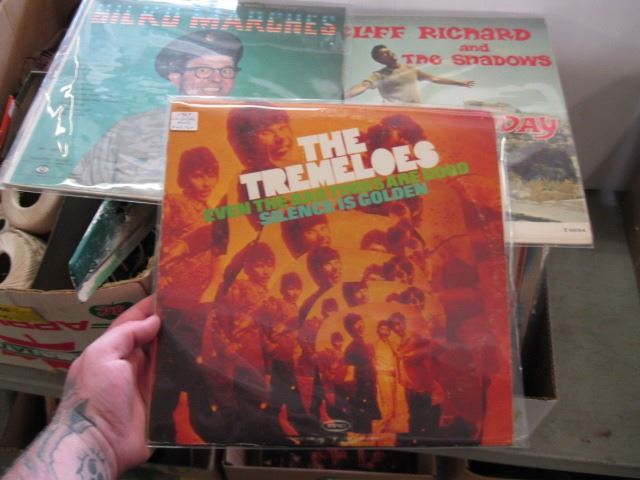 BILKO MARCHES
CLIFF RICHARD
and
THE SHADOWS
DAY
THE
TREMELOES
EVEN THE BAD TIMES ARE GOOD
SILENCE IS GOLDEN